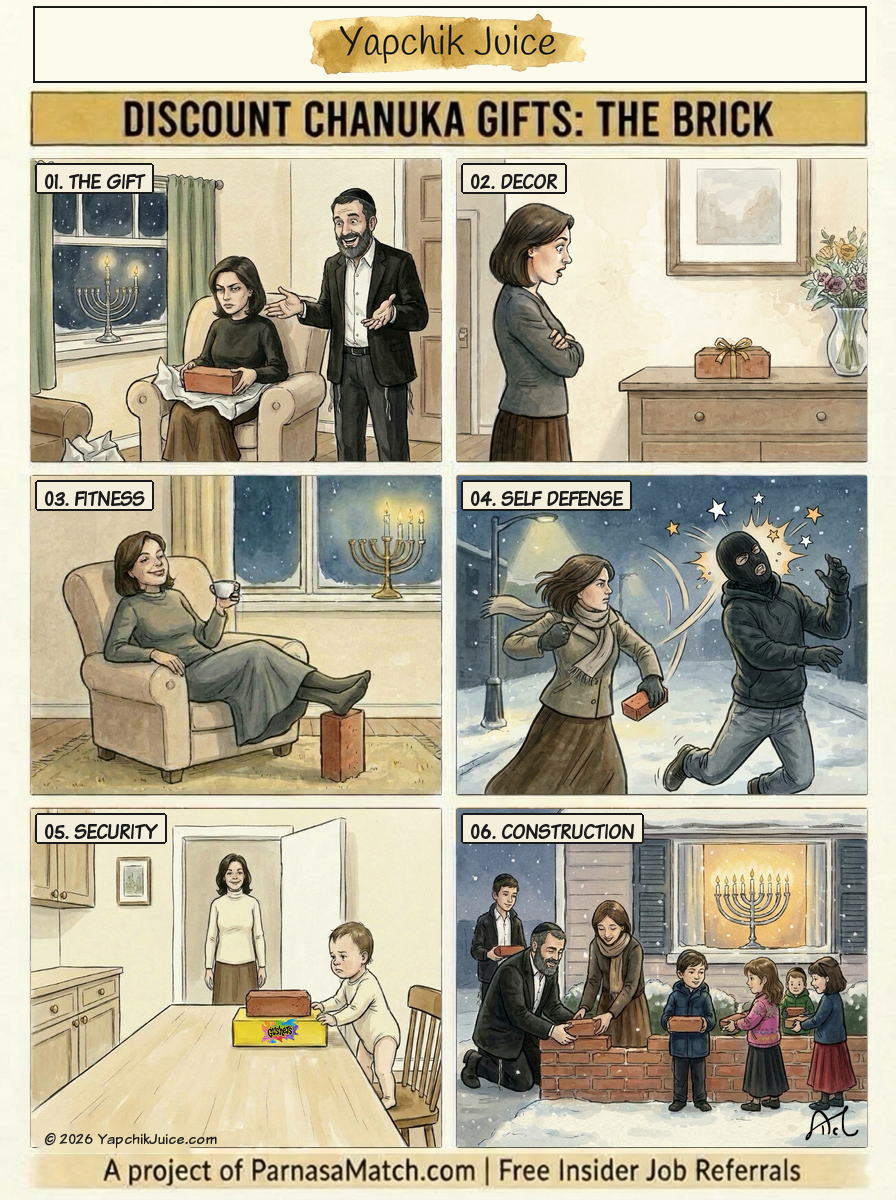 Yapchik Juice
DISCOUNT CHANUKA GIFTS: THE BRICK
01. THE GIFT
02. DECOR
03. FITNESS
04. SELF DEFENSE
05. SECURITY
Gushers
© 2026 YapchikJuice.com
06. CONSTRUCTION
A project of ParnasaMatch.com | Free Insider Job Referrals